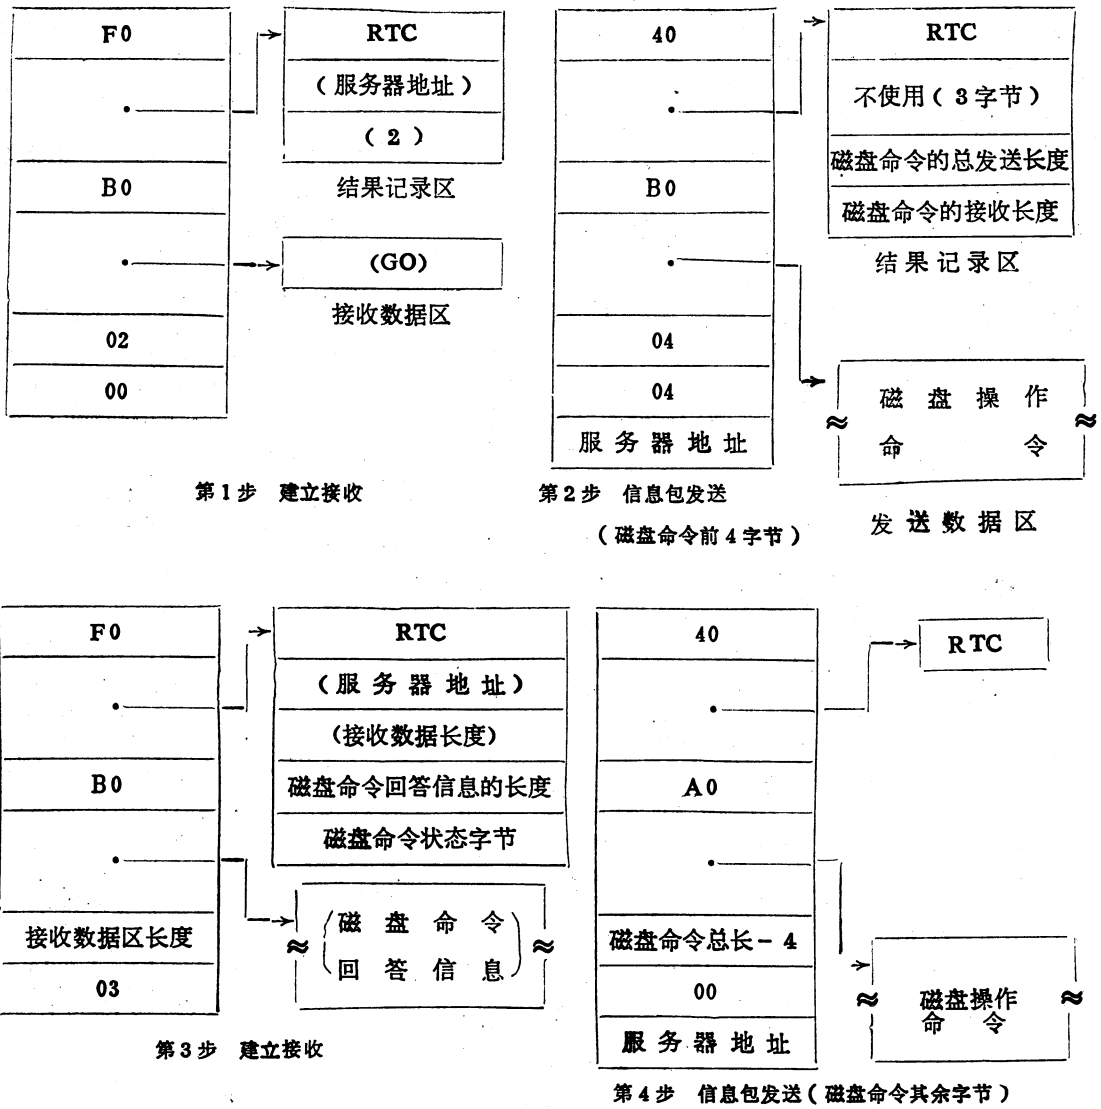 F0
B0
02
00
RTC
(服务器地址)
(2)
结果记录区
(GO)
接收数据区
第1步 建立接收
40
B0
04
04
服务器地址
RTC
不使用(3字节)
磁盘命令的总发送长度
磁盘命令的接收长度
结果记录区
磁盘操作
命令
发送数据区
第2步 信息包发送
(磁盘命令前4字节)
F0
B0
接收数据区长度
03
RTC
(服务器地址)
(接收数据长度)
磁盘命令回答信息的长度
磁盘命令状态字节
(磁盘命令
回答信息)
第3步 建立接收
40
A0
磁盘命令总长-4
00
服务器地址
RTC
磁盘操作
命令
第4步 信息包发送(磁盘命令其余字节)